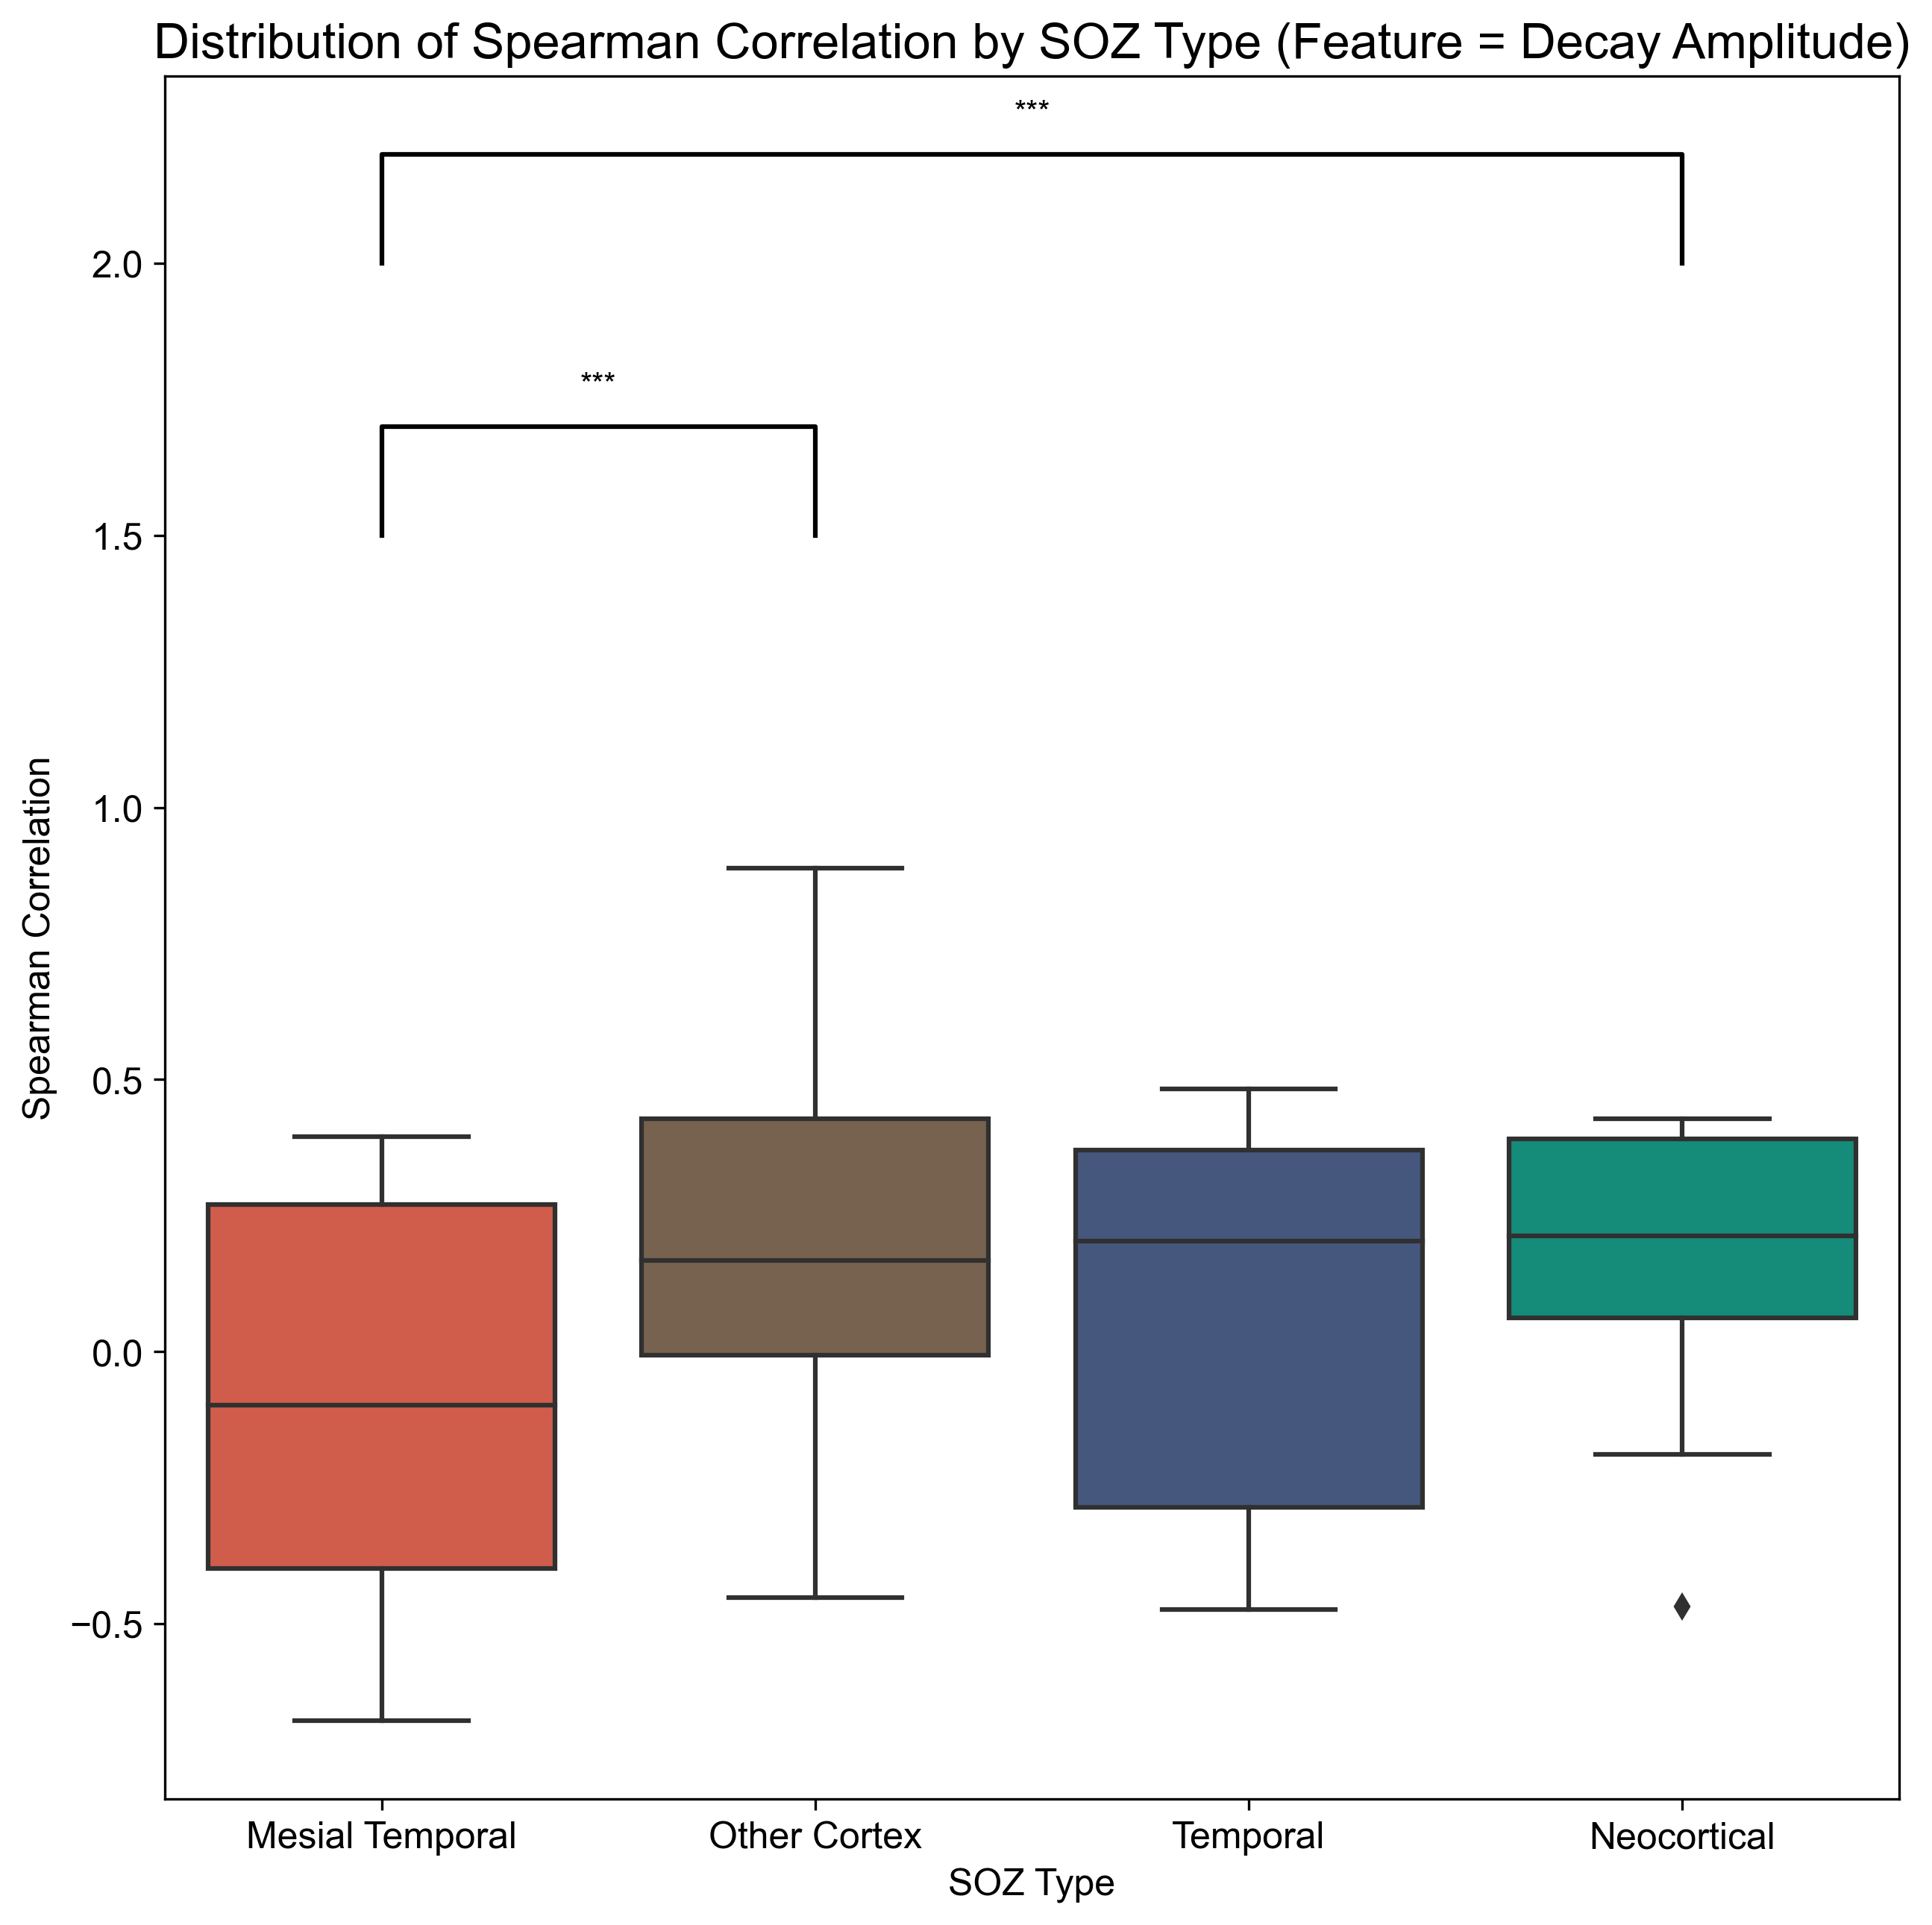 Distribution of Spearman Correlation by SOZ Type (Feature = Decay Amplitude)
***
2.0
***
1.5
1.0
Spearman Correlation
0.5
0.0
−0.5
Mesial Temporal Other Cortex Temporal Neocortical
SOZ Type